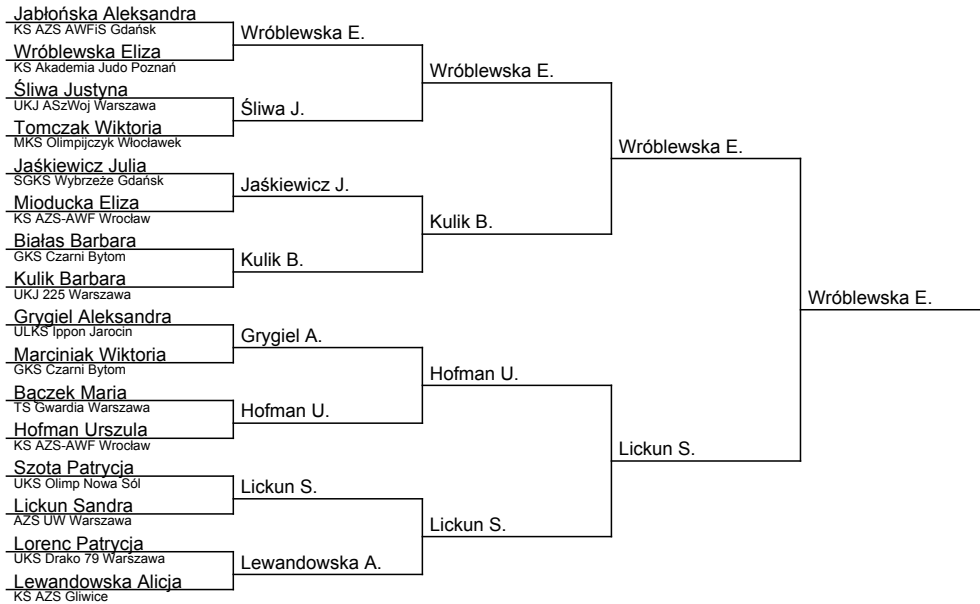 Jabłońska Aleksandra
KS AZS AWFiS Gdańsk
Wróblewska Eliza
KS Akademia Judo Poznań
Śliwa Justyna
UKJ ASzWoj Warszawa
Tomczak Wiktoria
MKS Olimpijczyk Włocławek
Jaśkiewicz Julia
SGKS Wybrzeże Gdańsk
Mioducka Eliza
KS AZS-AWF Wrocław
Białas Barbara
GKS Czarni Bytom
Kulik Barbara
UKJ 225 Warszawa
Grygiel Aleksandra
ULKS Ippon Jarocin
Marciniak Wiktoria
GKS Czarni Bytom
Bączek Maria
TS Gwardia Warszawa
Hofman Urszula
KS AZS-AWF Wrocław
Szota Patrycja
UKS Olimp Nowa Sól
Lickun Sandra
AZS UW Warszawa
Lorenc Patrycja
UKS Drako 79 Warszawa
Lewandowska Alicja
KS AZS Gliwice
Wróblewska E.
Śliwa J.
Jaśkiewicz J.
Kulik B.
Grygiel A.
Hofman U.
Lickun S.
Lewandowska A.
Wróblewska E.
Kulik B.
Hofman U.
Lickun S.
Wróblewska E.
Lickun S.
Wróblewska E.